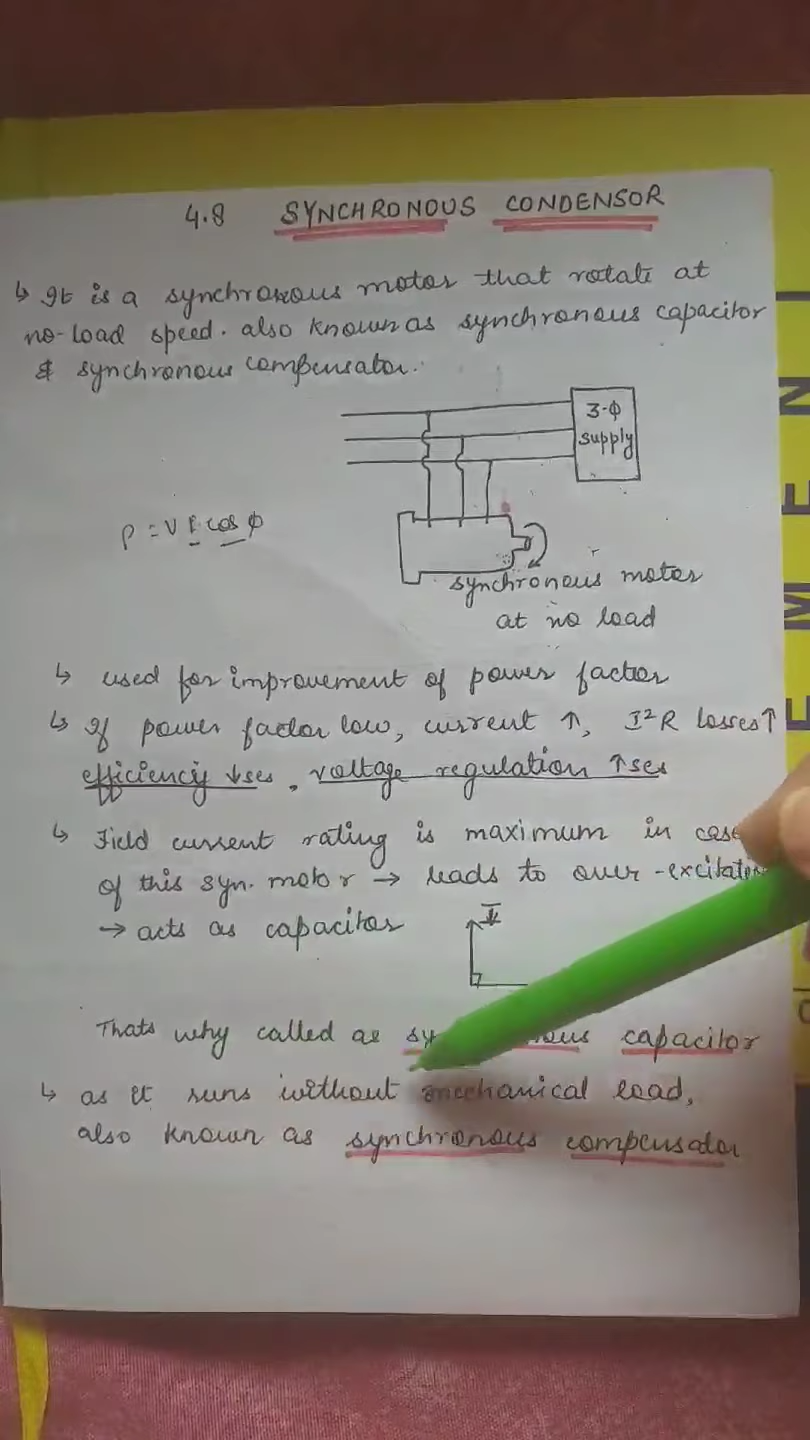 4.8 SYNCHRONOUS CONDENSOR
↳ It is a synchronous motor that rotate at
no-load speed. also known as synchronous capacitor
& synchronous compensator.
3-ϕ
supply
P = V I cos ϕ
synchronous motor
at no load
↳ used for improvement of power factor
↳ If power factor low, current ↑, I²R losses ↑
efficiency ↓ses, voltage regulation ↑ses
↳ Field current rating is maximum in case
of this syn. motor → leads to over-excitation
→ acts as capacitor
Thats why called as capacitor
↳ as it runs without mechanical load,
also known as synchronous compensator
E M E N